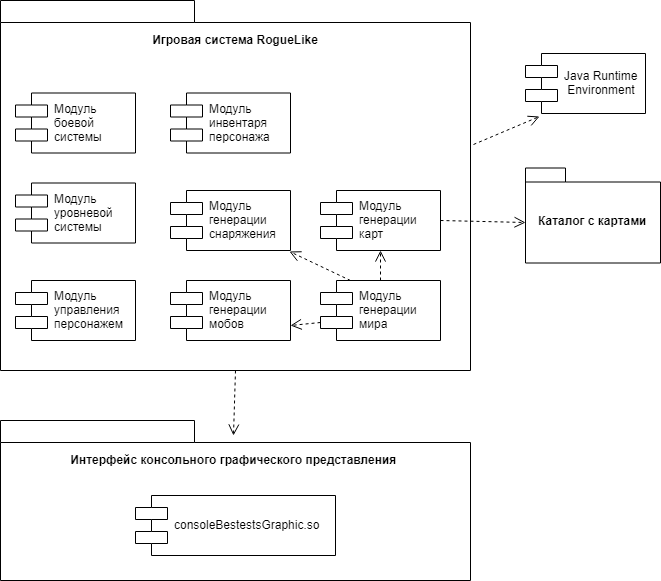 Игровая система RogueLike
Модуль
боевой
системы
Модуль
инвентаря
персонажа
Java Runtime
Environment
Модуль
уровневой
системы
Модуль
генерации
снаряжения
Модуль
генерации
карт
Каталог с картами
Модуль
управления
персонажем
Модуль
генерации
мобов
Модуль
генерации
мира
Интерфейс консольного графического представления
consoleBestestsGraphic.so